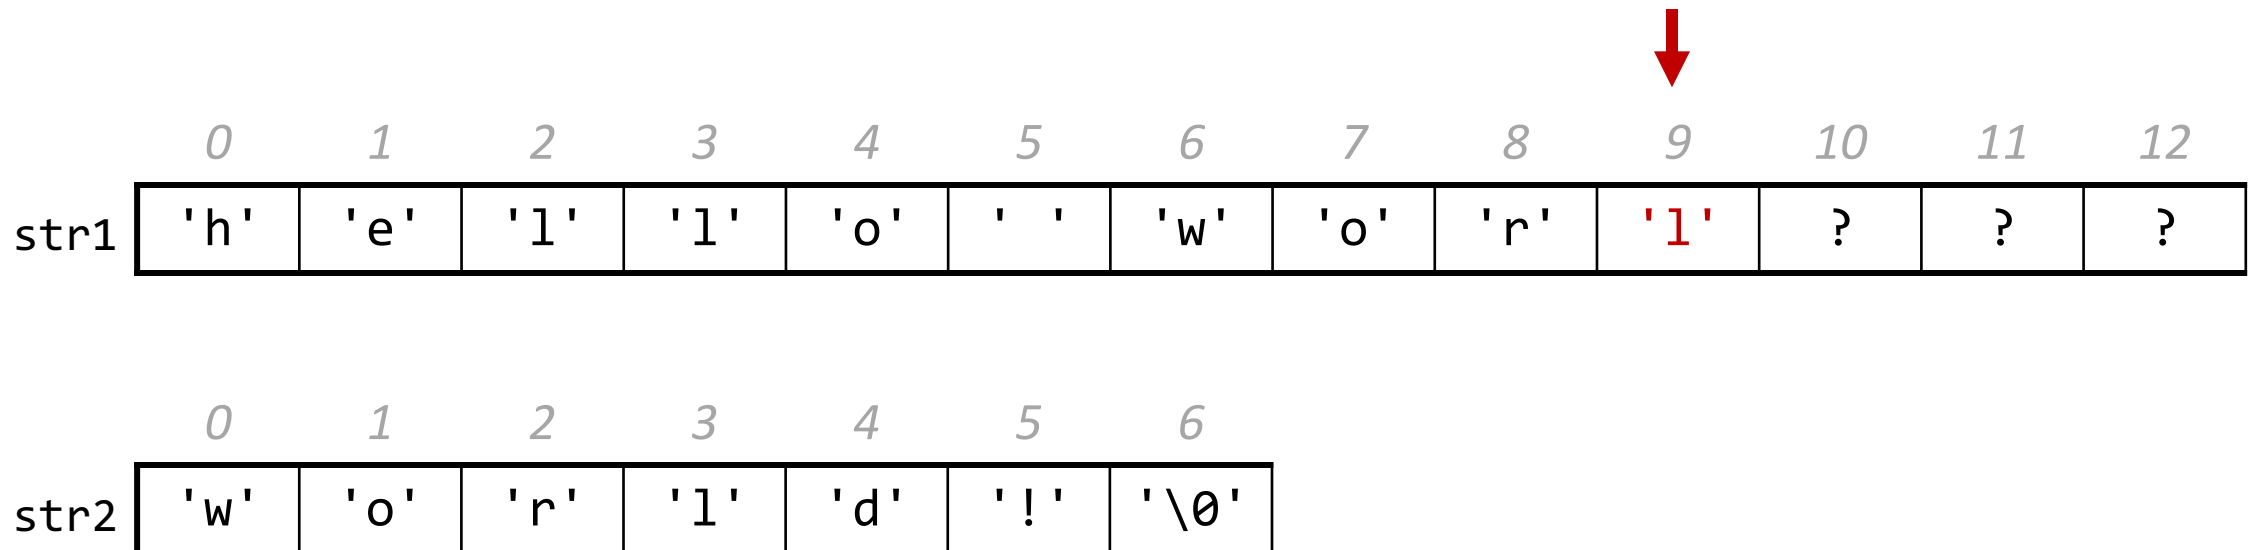 0 1 2 3 4 5 6 7 8 9 10 11 12
str1 'h' 'e' 'l' 'l' 'o' ' ' 'w' 'o' 'r' 'l' ? ? ?
0 1 2 3 4 5 6
str2 'w' 'o' 'r' 'l' 'd' '!' '\0'